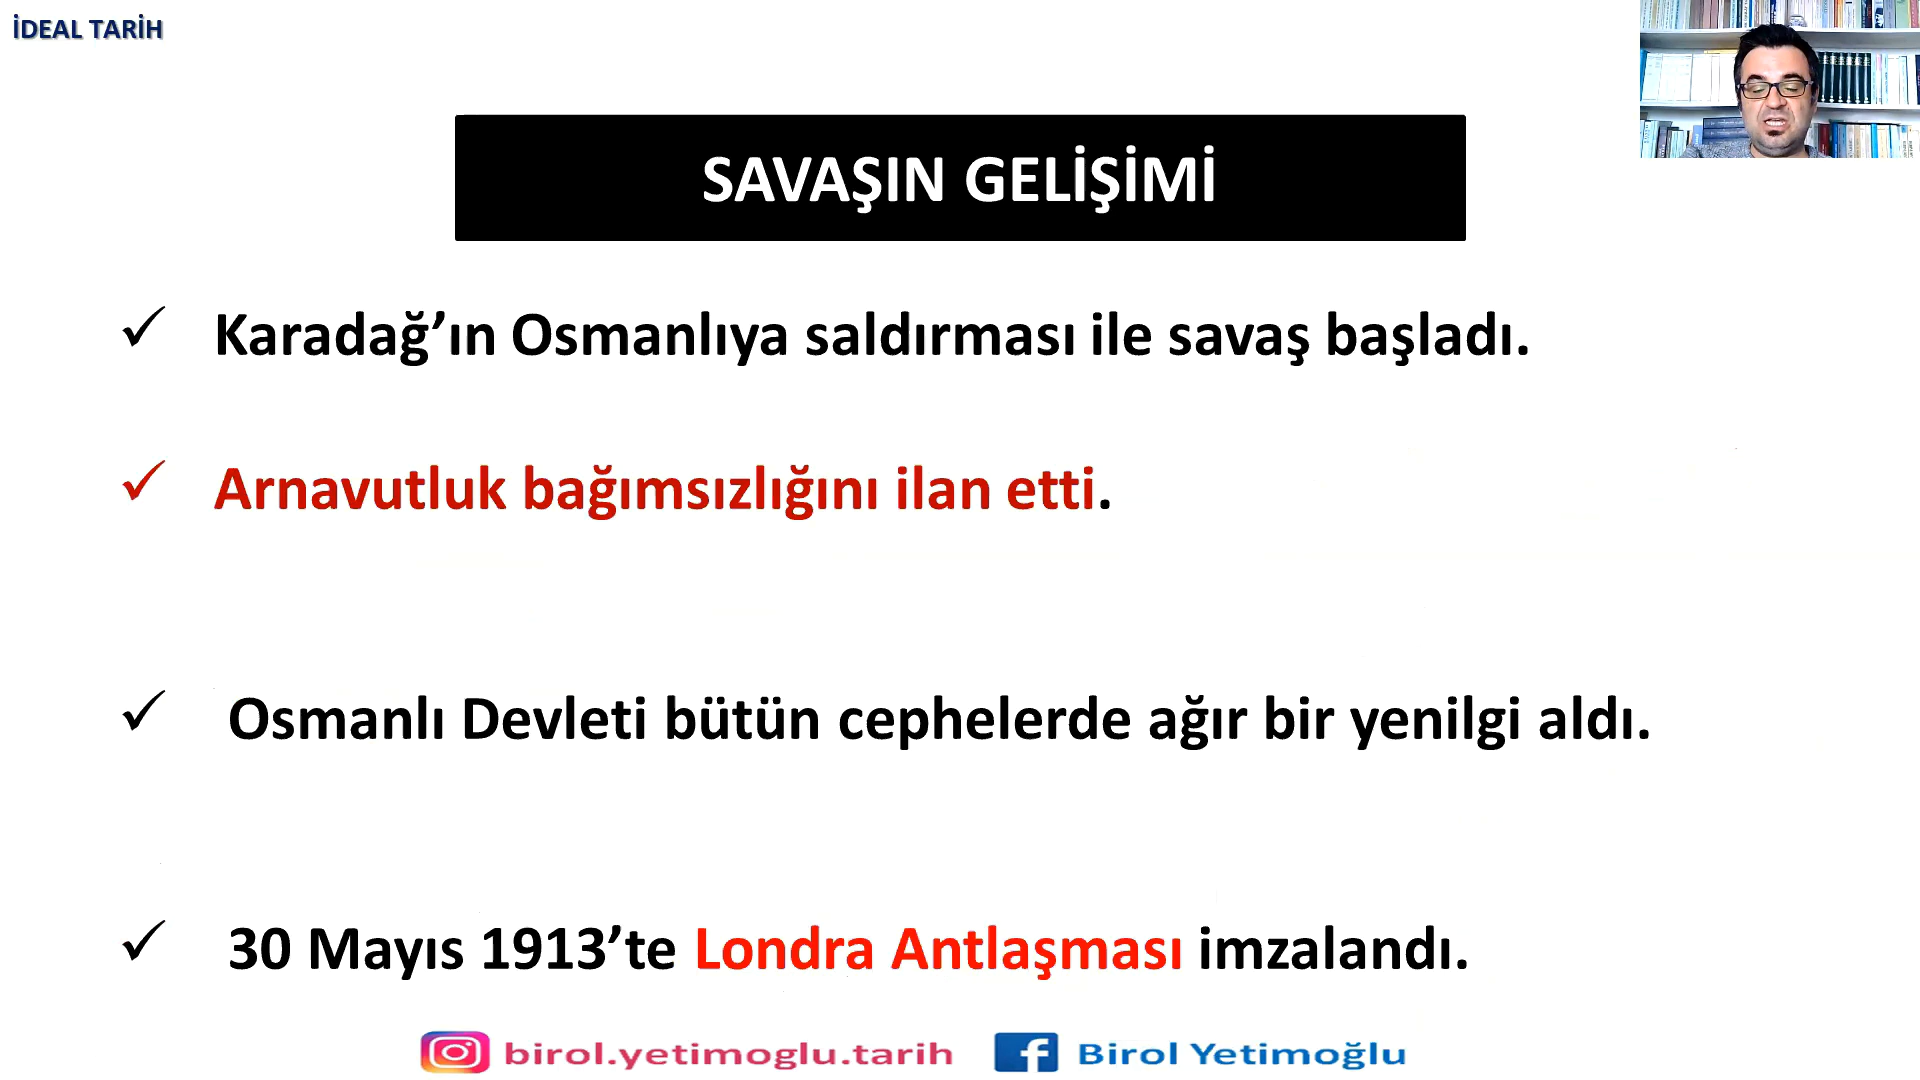 İDEAL TARİH
SAVAŞIN GELİŞİMİ
✓ Karadağ’ın Osmanlıya saldırması ile savaş başladı.
✓ Arnavutluk bağımsızlığını ilan etti.
✓ Osmanlı Devleti bütün cephelerde ağır bir yenilgi aldı.
✓ 30 Mayıs 1913’te Londra Antlaşması imzalandı.
birol.yetimoglu.tarih Birol Yetimoğlu